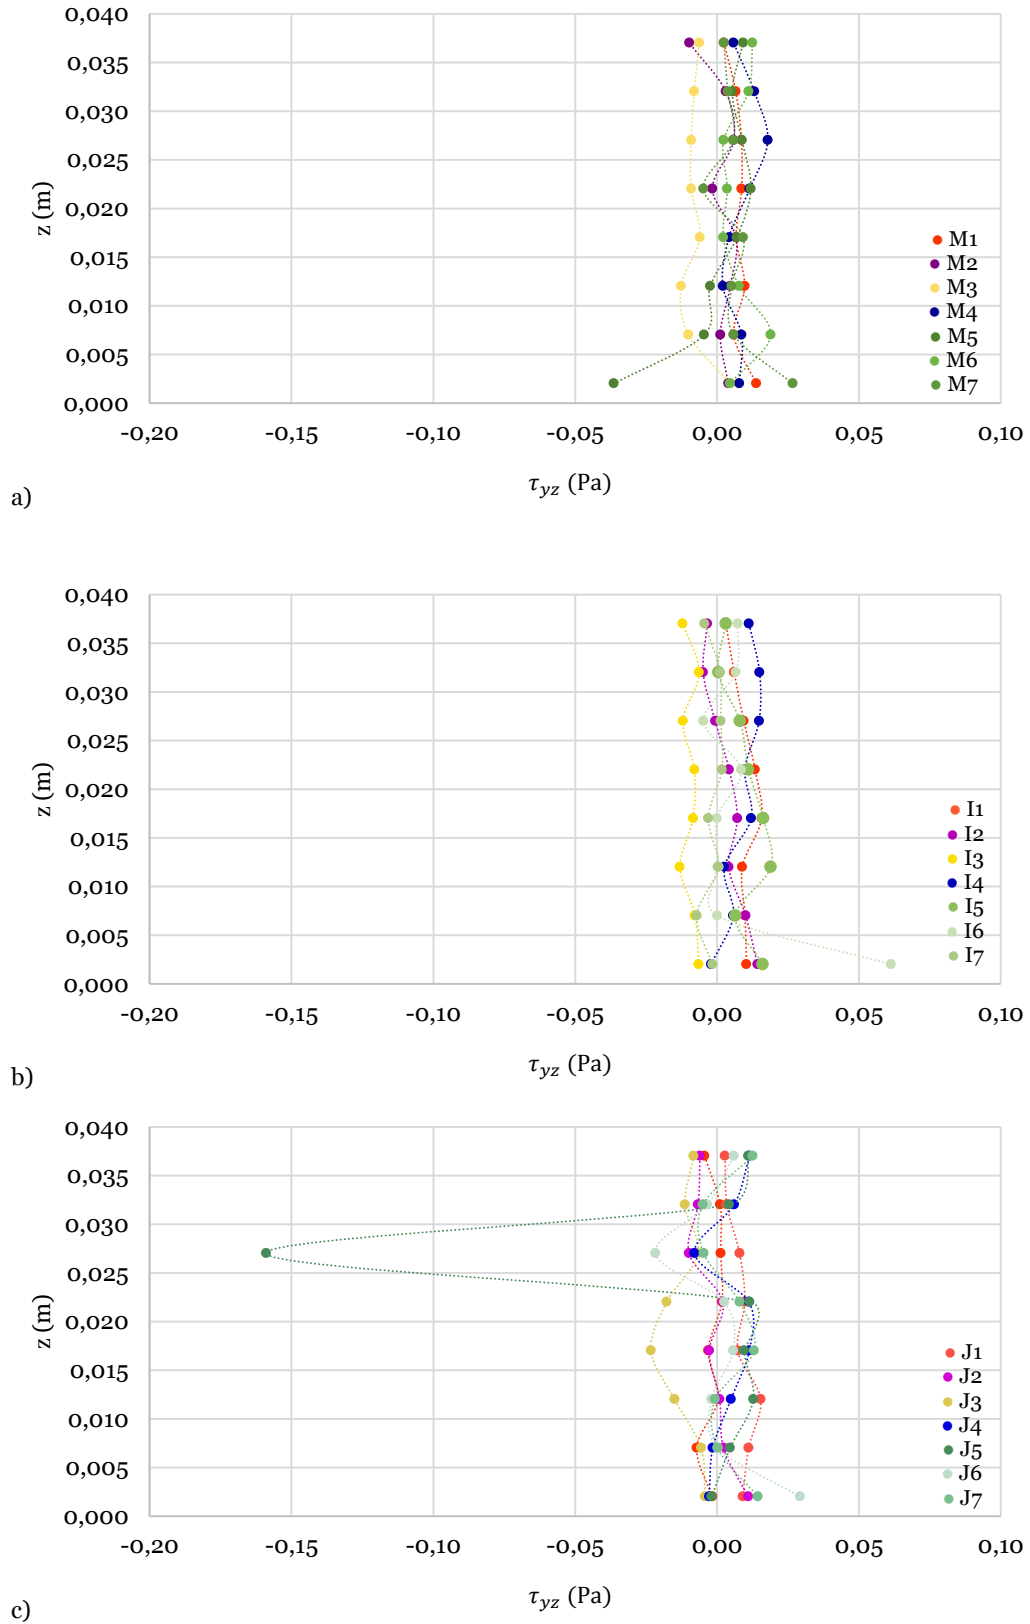 0,040
0,035
0,030
0,025
0,020
0,015
0,010
0,005
0,000
z (m)
-0,20 -0,15 -0,10 -0,05 0,00 0,05 0,10
τyz (Pa)
M1
M2
M3
M4
M5
M6
M7
a)
0,040
0,035
0,030
0,025
0,020
0,015
0,010
0,005
0,000
z (m)
-0,20 -0,15 -0,10 -0,05 0,00 0,05 0,10
τyz (Pa)
I1
I2
I3
I4
I5
I6
I7
b)
0,040
0,035
0,030
0,025
0,020
0,015
0,010
0,005
0,000
z (m)
-0,20 -0,15 -0,10 -0,05 0,00 0,05 0,10
τyz (Pa)
J1
J2
J3
J4
J5
J6
J7
c)